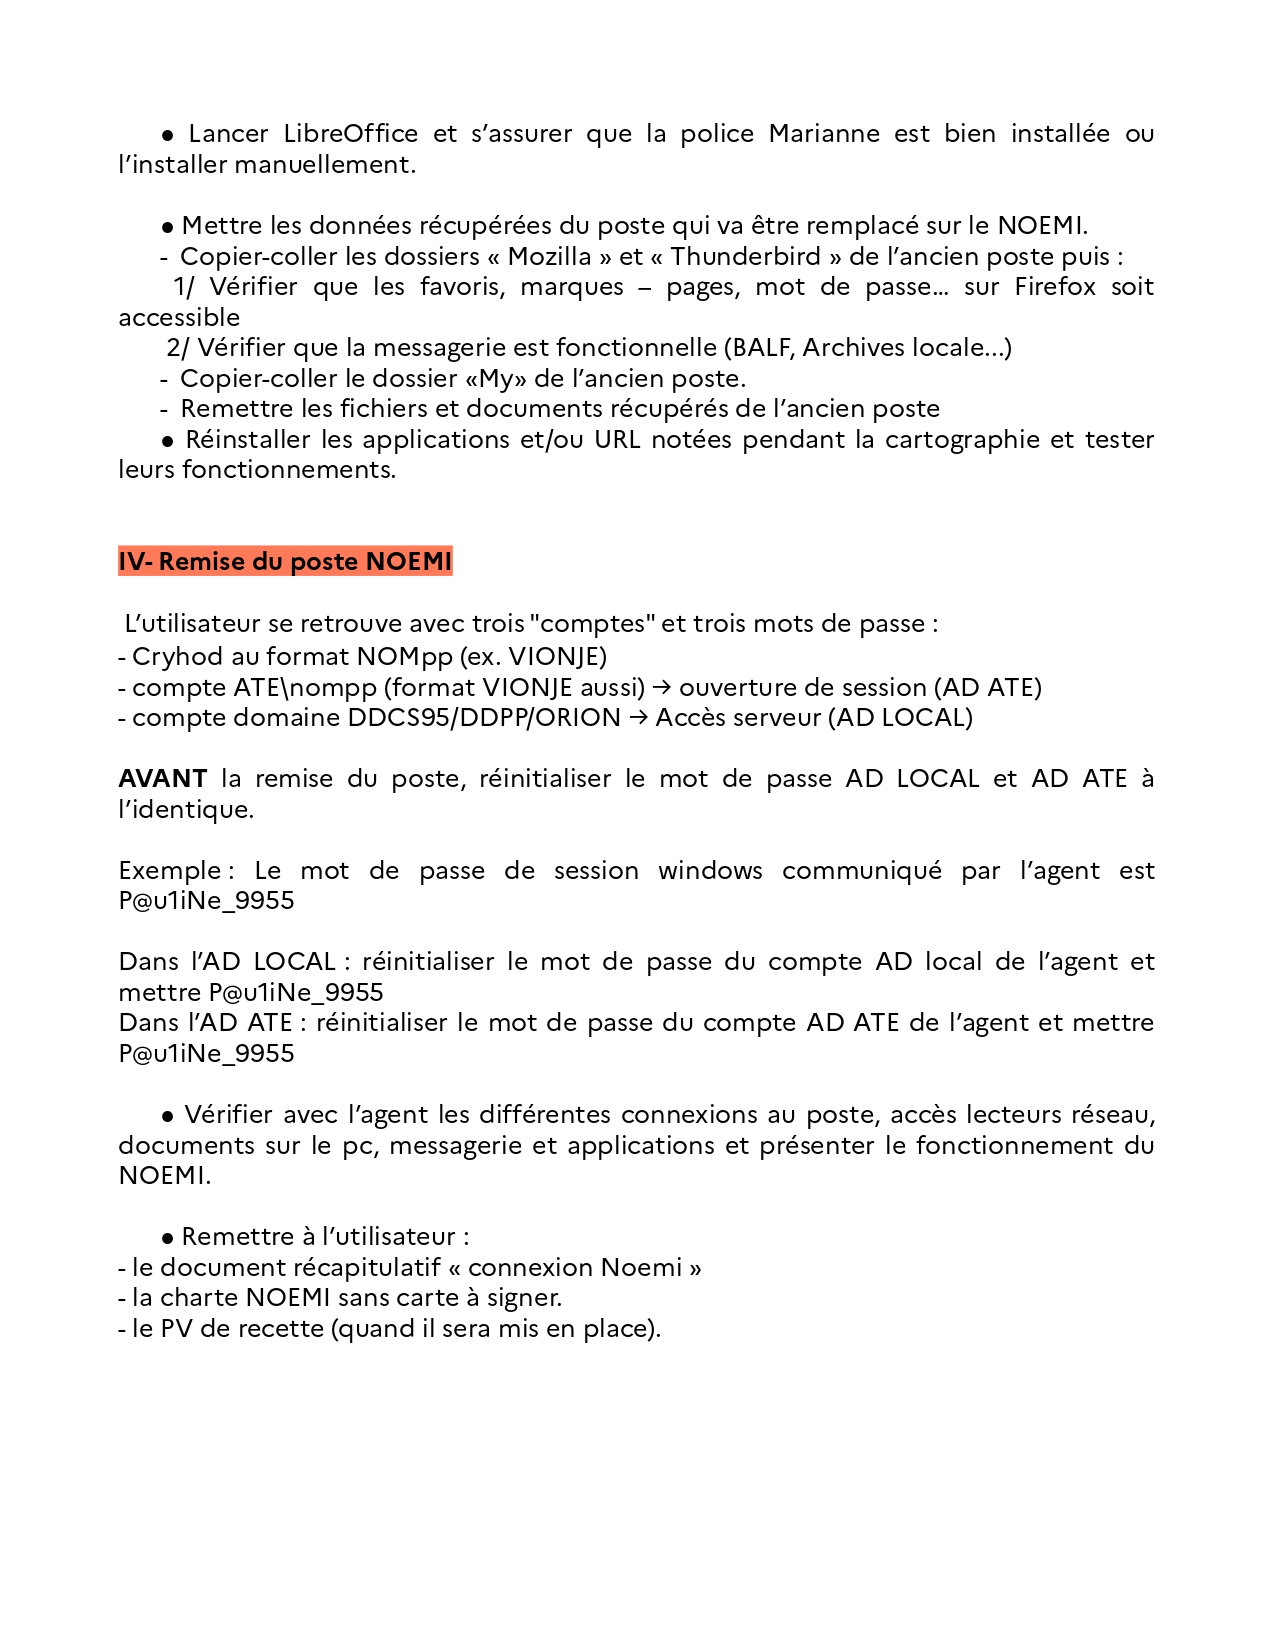 ● Lancer LibreOffice et s’assurer que la police Marianne est bien installée ou
l’installer manuellement.
● Mettre les données récupérées du poste qui va être remplacé sur le NOEMI.
- Copier-coller les dossiers « Mozilla » et « Thunderbird » de l’ancien poste puis :
1/ Vérifier que les favoris, marques – pages, mot de passe… sur Firefox soit
accessible
2/ Vérifier que la messagerie est fonctionnelle (BALF, Archives locale...)
- Copier-coller le dossier «My» de l’ancien poste.
- Remettre les fichiers et documents récupérés de l’ancien poste
● Réinstaller les applications et/ou URL notées pendant la cartographie et tester
leurs fonctionnements.
IV- Remise du poste NOEMI
L’utilisateur se retrouve avec trois "comptes" et trois mots de passe :
- Cryhod au format NOMpp (ex. VIONJE)
- compte ATE\nompp (format VIONJE aussi) → ouverture de session (AD ATE)
- compte domaine DDCS95/DDPP/ORION → Accès serveur (AD LOCAL)
AVANT la remise du poste, réinitialiser le mot de passe AD LOCAL et AD ATE à
l’identique.
Exemple : Le mot de passe de session windows communiqué par l’agent est
P@u1iNe_9955
Dans l’AD LOCAL : réinitialiser le mot de passe du compte AD local de l’agent et
mettre P@u1iNe_9955
Dans l’AD ATE : réinitialiser le mot de passe du compte AD ATE de l’agent et mettre
P@u1iNe_9955
● Vérifier avec l’agent les différentes connexions au poste, accès lecteurs réseau,
documents sur le pc, messagerie et applications et présenter le fonctionnement du
NOEMI.
● Remettre à l’utilisateur :
- le document récapitulatif « connexion Noemi »
- la charte NOEMI sans carte à signer.
- le PV de recette (quand il sera mis en place).